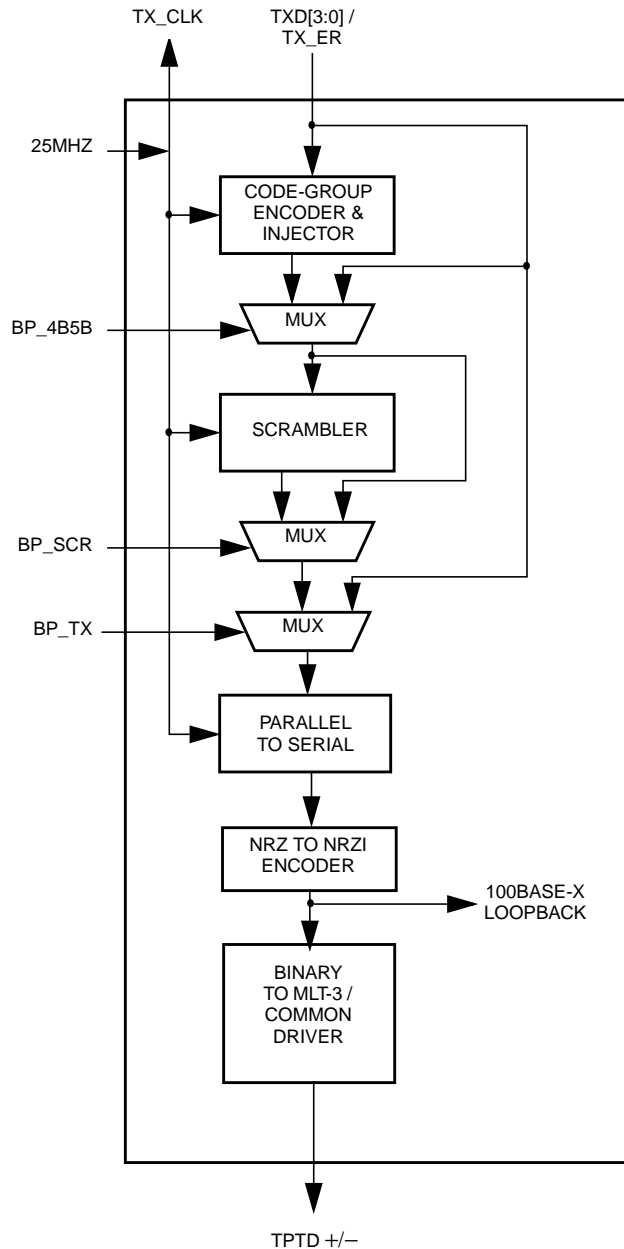 TX_CLK
TXD[3:0] /
TX_ER
25MHZ
CODE-GROUP
ENCODER &
INJECTOR
MUX
BP_4B5B
SCRAMBLER
MUX
BP_SCR
MUX
BP_TX
PARALLEL
TO SERIAL
NRZ TO NRZI
ENCODER
100BASE-X
LOOPBACK
BINARY
TO MLT-3 /
COMMON
DRIVER
TPTD +/−